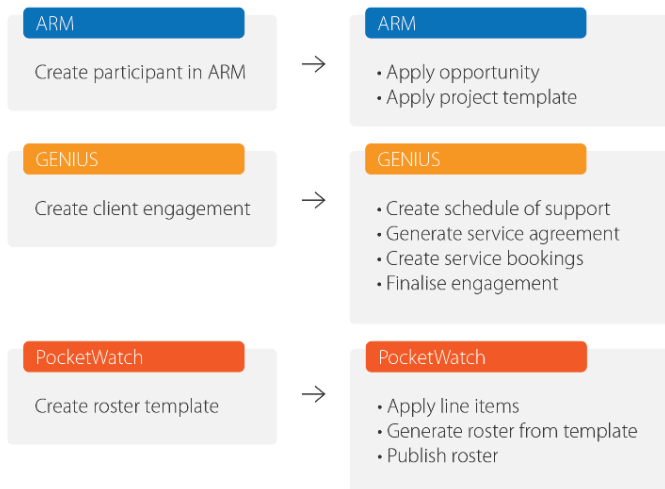 ARM
Create participant in ARM
→
ARM
• Apply opportunity
• Apply project template
GENIUS
Create client engagement
→
GENIUS
• Create schedule of support
• Generate service agreement
• Create service bookings
• Finalise engagement
PocketWatch
Create roster template
→
PocketWatch
• Apply line items
• Generate roster from template
• Publish roster